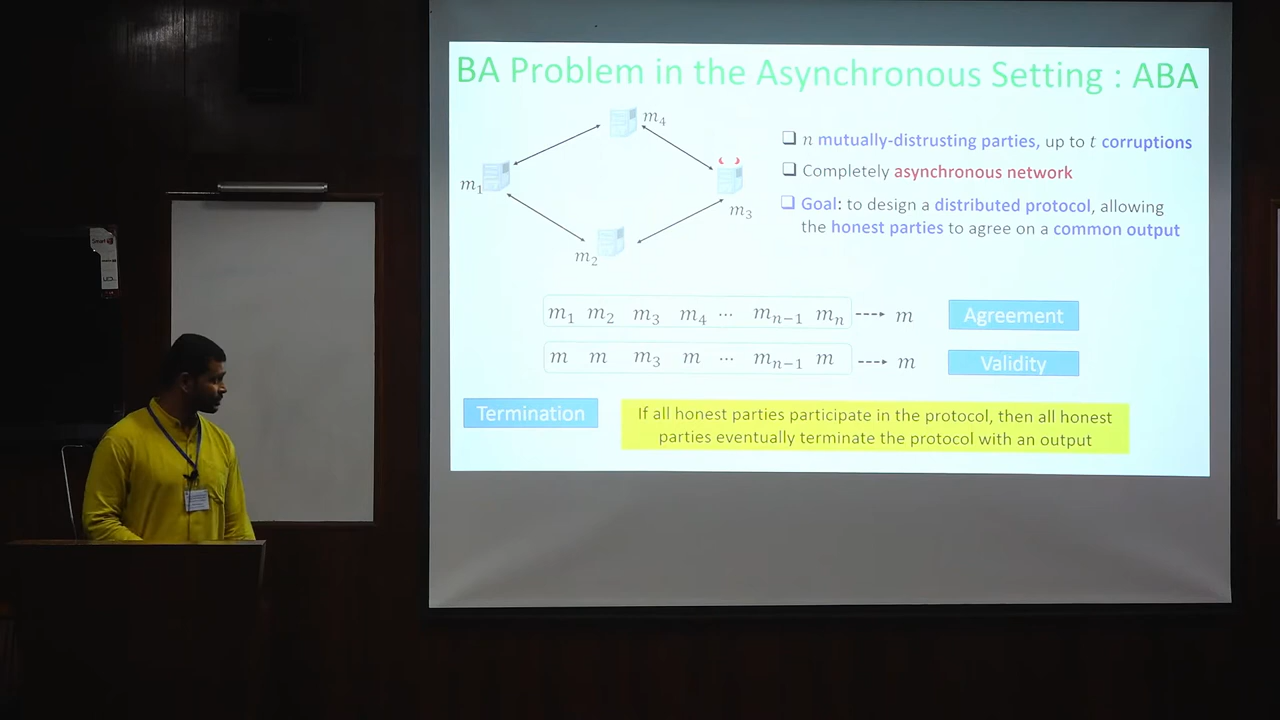 BA Problem in the Asynchronous Setting : ABA
m₄
m₁
m₃
m₂
❑ n mutually-distrusting parties, up to t corruptions
❑ Completely asynchronous network
❑ Goal: to design a distributed protocol, allowing
the honest parties to agree on a common output
m₁ m₂ m₃ m₄ ⋯ mₙ₋₁ mₙ ---→ m Agreement
m m m₃ m ⋯ mₙ₋₁ m ---→ m Validity
Termination
If all honest parties participate in the protocol, then all honest
parties eventually terminate the protocol with an output